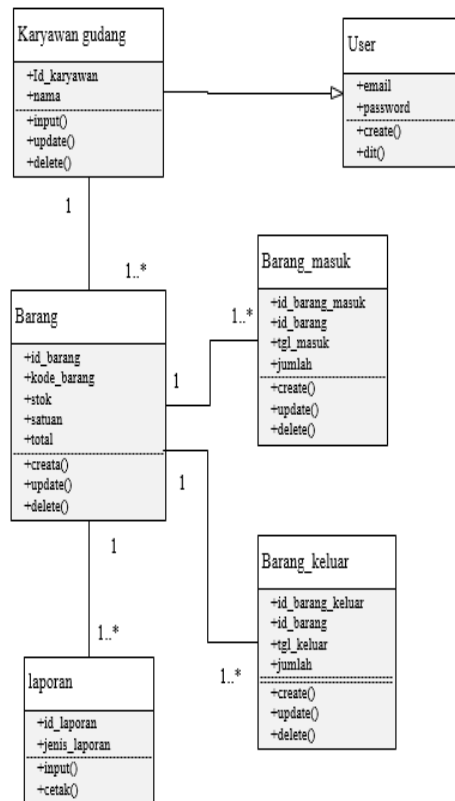 Karyawan gudang
+Id_karyawan
+nama
+input()
+update()
+delete()
User
+email
+password
+create()
+dit()
1
1..*
Barang
+id_barang
+kode_barang
+stok
+satuan
+total
+creata()
+update()
+delete()
1
1..*
Barang_masuk
+id_barang_masuk
+id_barang
+tgl_masuk
+jumlah
+create()
+update()
+delete()
1
1..*
Barang_keluar
+id_barang_keluar
+id_barang
+tgl_keluar
+jumlah
+create()
+update()
+delete()
1
1..*
laporan
+id_laporan
+jenis_laporan
+input()
+cetak()